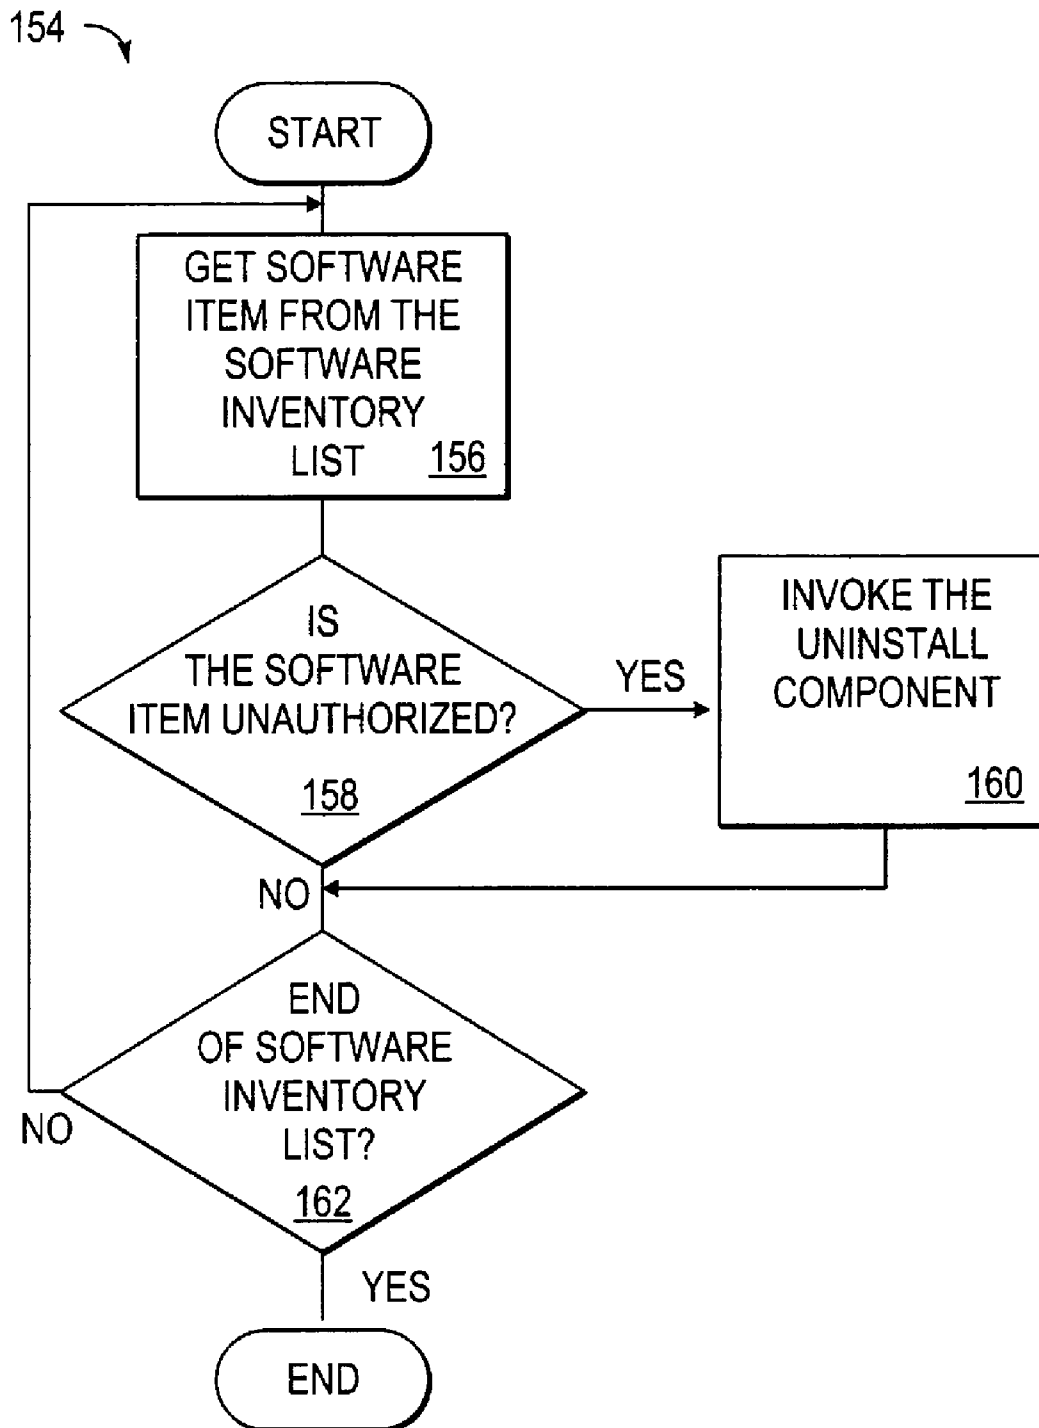 154
START
GET SOFTWARE
ITEM FROM THE
SOFTWARE
INVENTORY
LIST 156
IS
THE SOFTWARE
ITEM UNAUTHORIZED?
158
YES
INVOKE THE
UNINSTALL
COMPONENT
160
NO
END
OF SOFTWARE
INVENTORY
LIST?
162
NO
YES
END